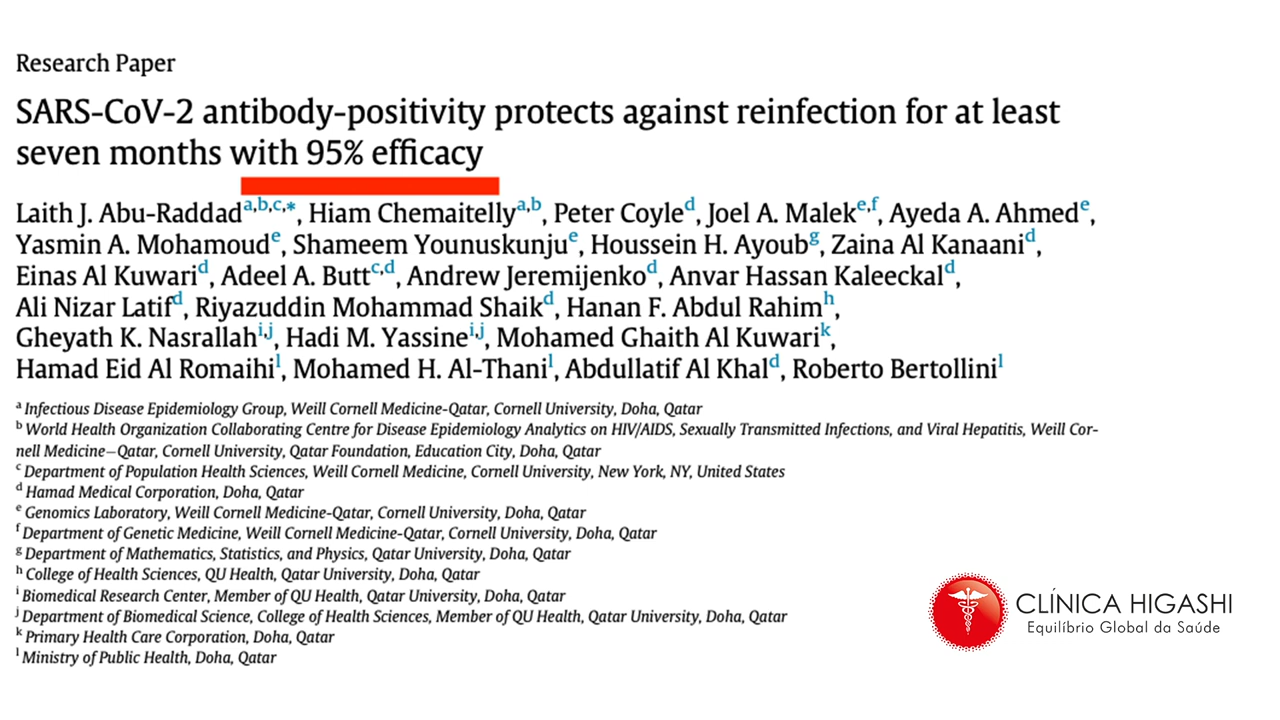 Research Paper
SARS-CoV-2 antibody-positivity protects against reinfection for at least
seven months with 95% efficacy
Laith J. Abu-Raddad a,b,c,*, Hiam Chemaitelly a,b, Peter Coyle d, Joel A. Malek e,f, Ayeda A. Ahmed e,
Yasmin A. Mohamoud e, Shameem Younuskunju e, Houssein H. Ayoub g, Zaina Al Kanaani d,
Einas Al Kuwari d, Adeel A. Butt c,d, Andrew Jeremijenko d, Anvar Hassan Kaleeckal d,
Ali Nizar Latif d, Riyazuddin Mohammad Shaik d, Hanan F. Abdul Rahim h,
Gheyath K. Nasrallah i,j, Hadi M. Yassine i,j, Mohamed Ghaith Al Kuwari k,
Hamad Eid Al Romaihi l, Mohamed H. Al-Thani l, Abdullatif Al Khal d, Roberto Bertollini l
a Infectious Disease Epidemiology Group, Weill Cornell Medicine-Qatar, Cornell University, Doha, Qatar
b World Health Organization Collaborating Centre for Disease Epidemiology Analytics on HIV/AIDS, Sexually Transmitted Infections, and Viral Hepatitis, Weill Cor-
nell Medicine–Qatar, Cornell University, Qatar Foundation, Education City, Doha, Qatar
c Department of Population Health Sciences, Weill Cornell Medicine, Cornell University, New York, NY, United States
d Hamad Medical Corporation, Doha, Qatar
e Genomics Laboratory, Weill Cornell Medicine-Qatar, Cornell University, Doha, Qatar
f Department of Genetic Medicine, Weill Cornell Medicine-Qatar, Cornell University, Doha, Qatar
g Department of Mathematics, Statistics, and Physics, Qatar University, Doha, Qatar
h College of Health Sciences, QU Health, Qatar University, Doha, Qatar
i Biomedical Research Center, Member of QU Health, Qatar University, Doha, Qatar
j Department of Biomedical Science, College of Health Sciences, Member of QU Health, Qatar University, Doha, Qatar
k Primary Health Care Corporation, Doha, Qatar
l Ministry of Public Health, Doha, Qatar
CLÍNICA HIGASHI
Equilíbrio Global da Saúde